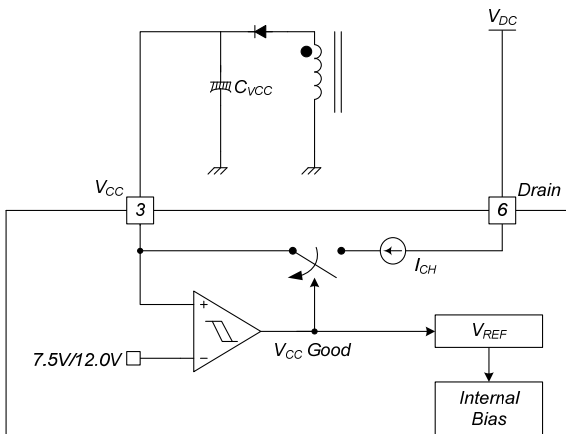 V_DC
C_VCC
V_CC
Drain
3
6
I_CH
+
7.5V/12.0V
−
V_CC Good
V_REF
Internal
Bias